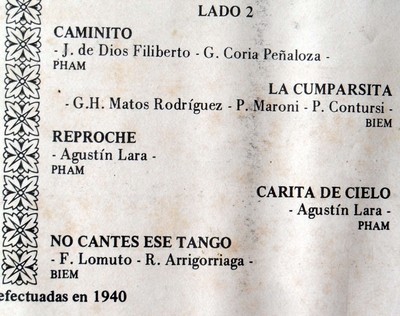 LADO 2
CAMINITO
- J. de Dios Filiberto - G. Coria Peñaloza -
PHAM
LA CUMPARSITA
- G.H. Matos Rodríguez - P. Maroni - P. Contursi -
BIEM
REPROCHE
- Agustín Lara -
PHAM
CARITA DE CIELO
- Agustín Lara -
PHAM
NO CANTES ESE TANGO
- F. Lomuto - R. Arrigorriaga -
BIEM
efectuadas en 1940